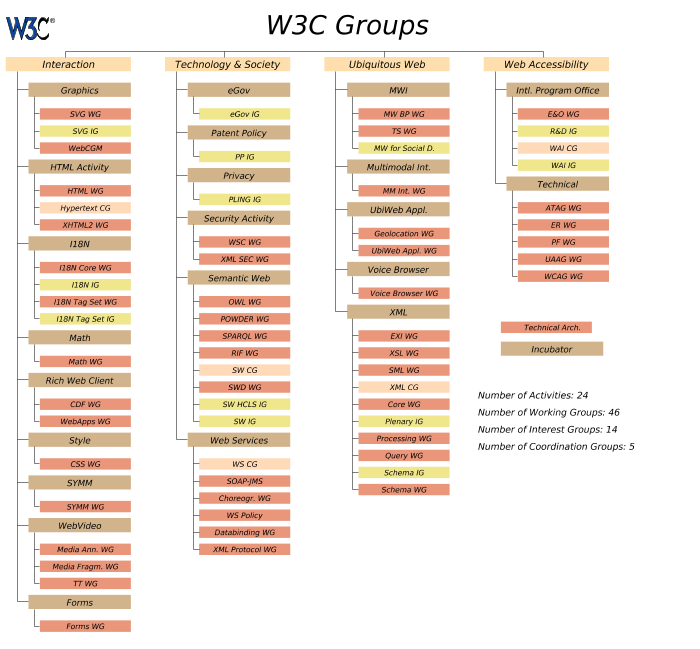 W3C®
W3C Groups
Interaction
Graphics
SVG WG
SVG IG
WebCGM
HTML Activity
HTML WG
Hypertext CG
XHTML2 WG
I18N
I18N Core WG
I18N IG
I18N Tag Set WG
I18N Tag Set IG
Math
Math WG
Rich Web Client
CDF WG
WebApps WG
Style
CSS WG
SYMM
SYMM WG
WebVideo
Media Ann. WG
Media Fragm. WG
TT WG
Forms
Forms WG
Technology & Society
eGov
eGov IG
Patent Policy
PP IG
Privacy
PLING IG
Security Activity
WSC WG
XML SEC WG
Semantic Web
OWL WG
POWDER WG
SPARQL WG
RIF WG
SW CG
SWD WG
SW HCLS IG
SW IG
Web Services
WS CG
SOAP-JMS
Choreogr. WG
WS Policy
Databinding WG
XML Protocol WG
Ubiquitous Web
MWI
MW BP WG
TS WG
MW for Social D.
Multimodal Int.
MM Int. WG
UbiWeb Appl.
Geolocation WG
UbiWeb Appl. WG
Voice Browser
Voice Browser WG
XML
EXI WG
XSL WG
SML WG
XML CG
Core WG
Plenary IG
Processing WG
Query WG
Schema IG
Schema WG
Web Accessibility
Intl. Program Office
E&O WG
R&D IG
WAI CG
WAI IG
Technical
ATAG WG
ER WG
PF WG
UAAG WG
WCAG WG
Technical Arch.
Incubator
Number of Activities: 24
Number of Working Groups: 46
Number of Interest Groups: 14
Number of Coordination Groups: 5